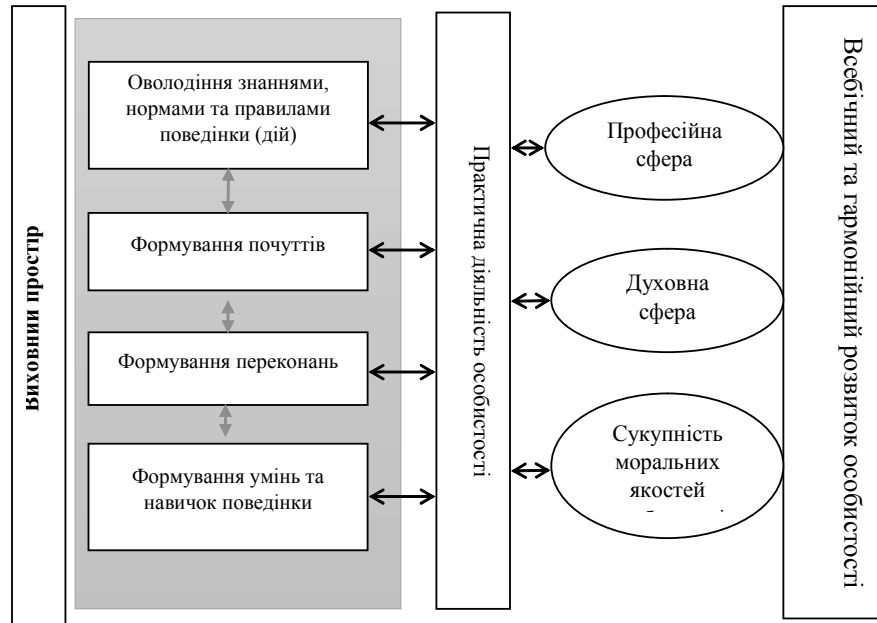 Виховний простір
Оволодіння знаннями,
нормами та правилами
поведінки (дій)
Формування почуттів
Формування переконань
Формування умінь та
навичок поведінки
Практична діяльність особистості
Професійна
сфера
Духовна
сфера
Сукупність
моральних
якостей
Всебічний та гармонійний розвиток особистості